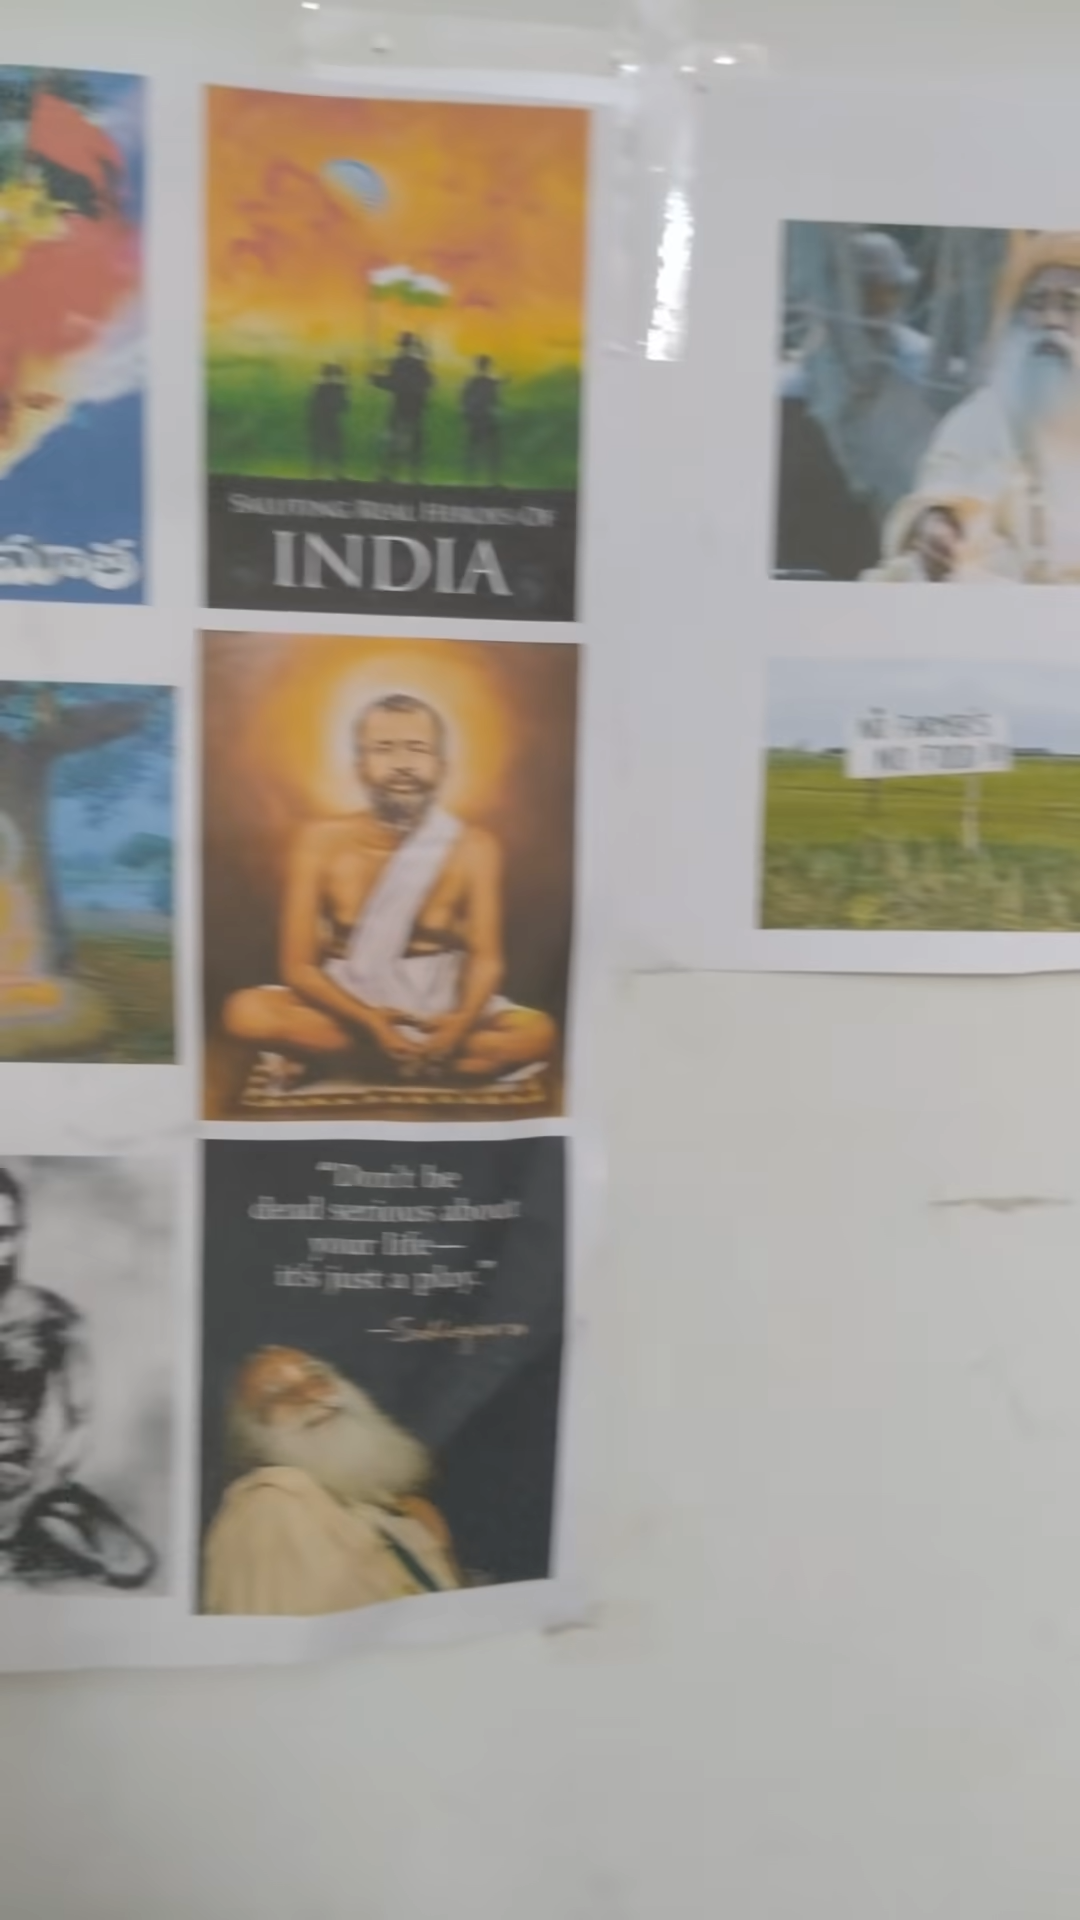 మాత
SALUTING REAL HEROES OF
INDIA
NO FARMERS
NO FOOD
"Don't be
dead serious about
your life—
it's just a play."
—Sadhguru